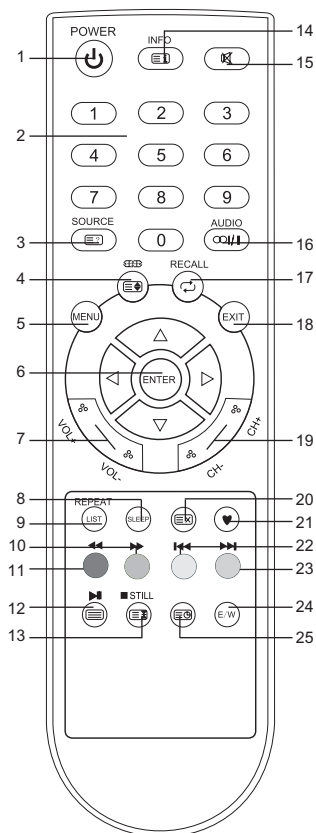 POWER
INFO
14
1
15
1 2 3
2
4 5 6
7 8 9
SOURCE
AUDIO
3
0
16
4
RECALL
17
5
MENU
EXIT
18
6
ENTER
7
VOL+
VOL-
CH+
CH-
19
8
REPEAT
20
9
LIST
SLEEP
21
10
22
11
23
12
STILL
24
13
E/W
25